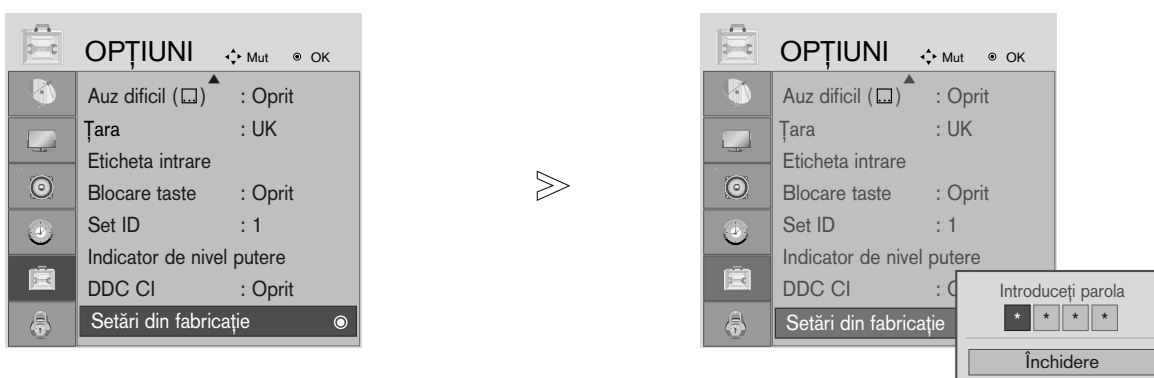 OPȚIUNI Mut OK
Auz dificil ( ) : Oprit
Țara : UK
Eticheta intrare
Blocare taste : Oprit
Set ID : 1
Indicator de nivel putere
DDC CI : Oprit
Setări din fabricație
OPȚIUNI Mut OK
Auz dificil ( ) : Oprit
Țara : UK
Eticheta intrare
Blocare taste : Oprit
Set ID : 1
Indicator de nivel putere
DDC CI :
Setări din fabricație
Introduceți parola
* * * *
Închidere